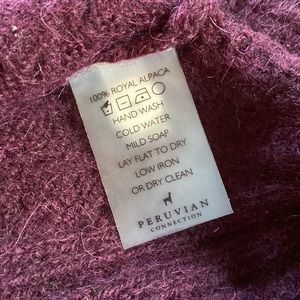 100% ROYAL ALPACA
HAND WASH
COLD WATER
MILD SOAP
LAY FLAT TO DRY
LOW IRON
OR DRY CLEAN
PERUVIAN
CONNECTION